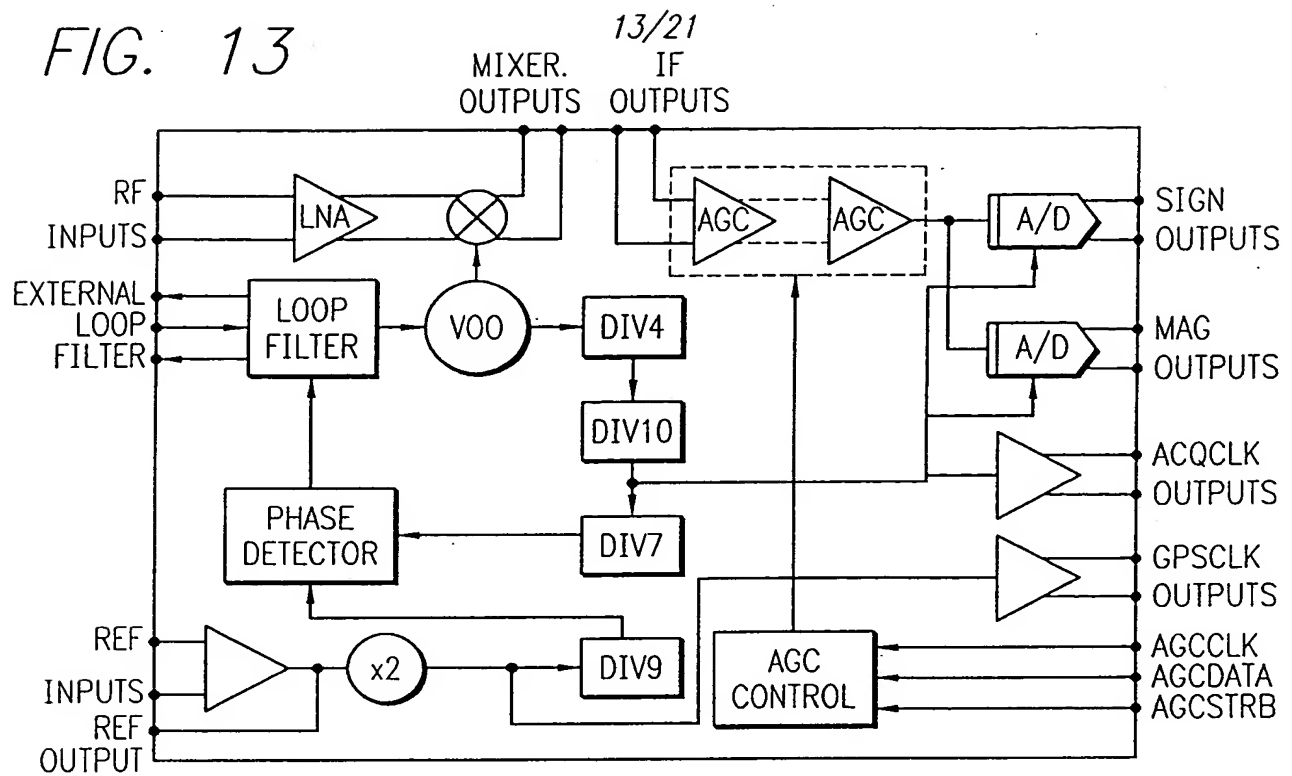 FIG. 13
13/21
MIXER.
OUTPUTS
IF
OUTPUTS
RF
INPUTS
LNA
AGC
AGC
A/D
SIGN
OUTPUTS
EXTERNAL
LOOP
FILTER
LOOP
FILTER
VOO
DIV4
A/D
MAG
OUTPUTS
DIV10
ACQCLK
OUTPUTS
PHASE
DETECTOR
DIV7
GPSCLK
OUTPUTS
REF
INPUTS
REF
OUTPUT
x2
DIV9
AGC
CONTROL
AGCCLK
AGCDATA
AGCSTRB